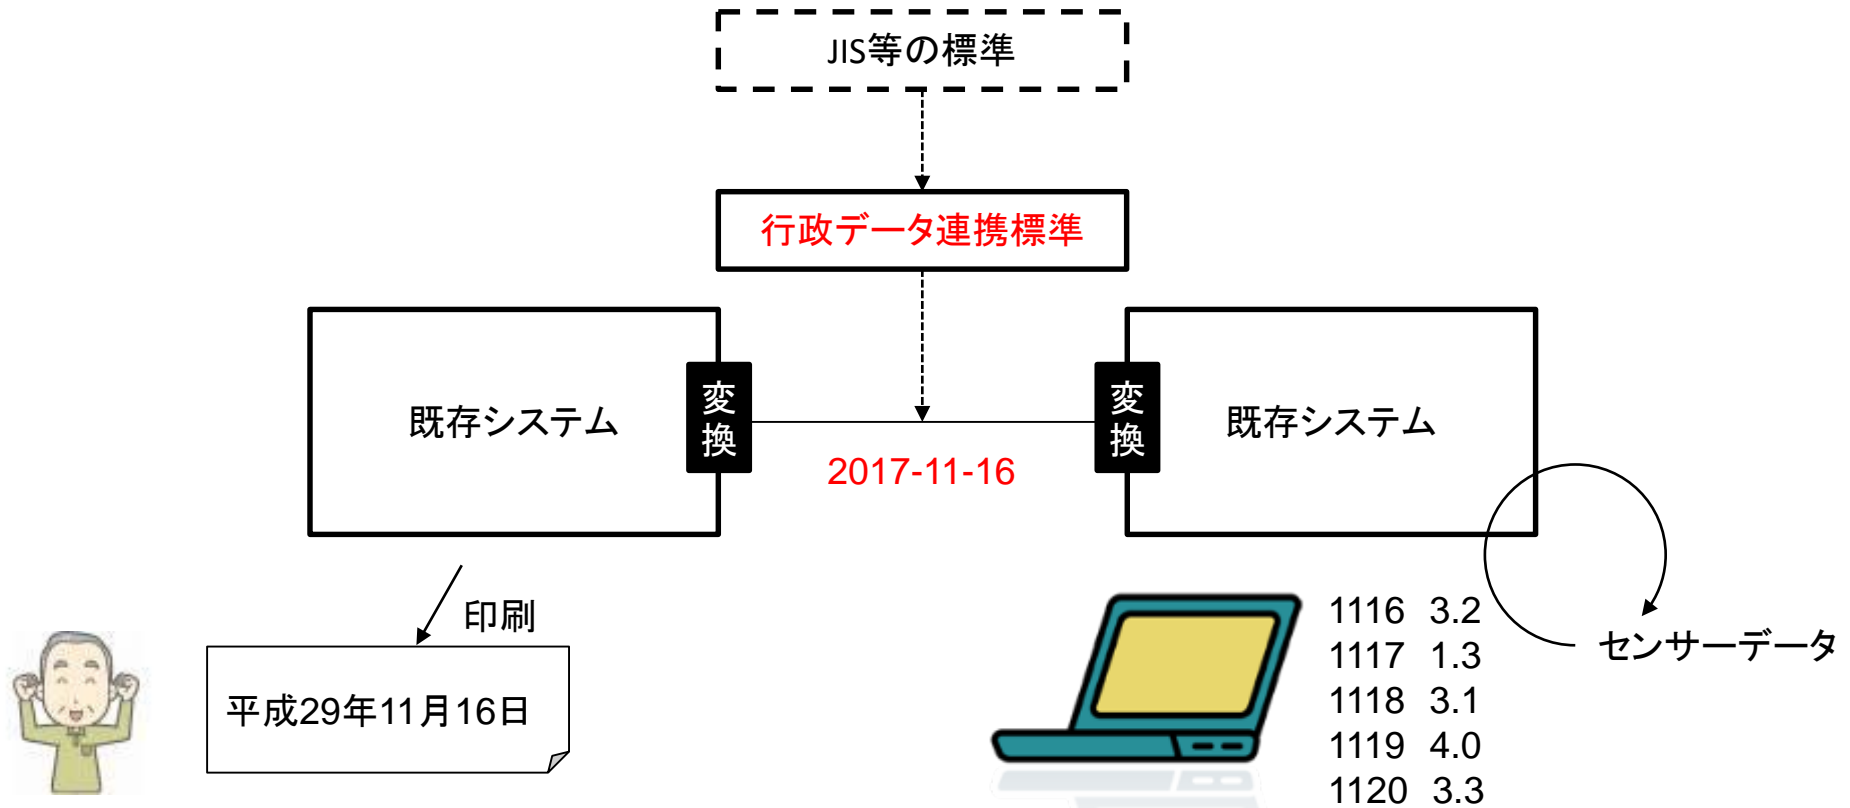 JIS等の標準
行政データ連携標準
既存システム
変換
変換
既存システム
2017-11-16
印刷
平成29年11月16日
1116 3.2
1117 1.3
1118 3.1
1119 4.0
1120 3.3
センサーデータ